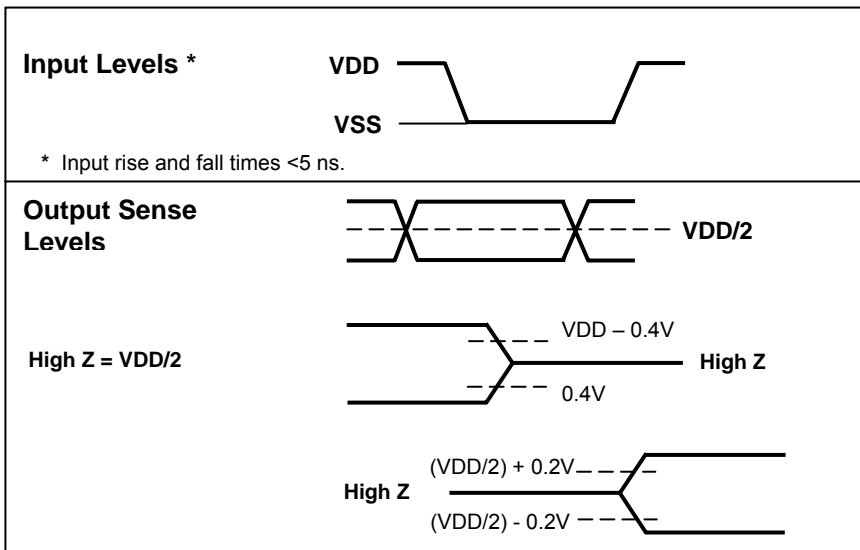 Input Levels *
VDD
VSS
* Input rise and fall times <5 ns.
Output Sense
Levels
VDD/2
VDD – 0.4V
High Z = VDD/2
High Z
0.4V
(VDD/2) + 0.2V
High Z
(VDD/2) - 0.2V